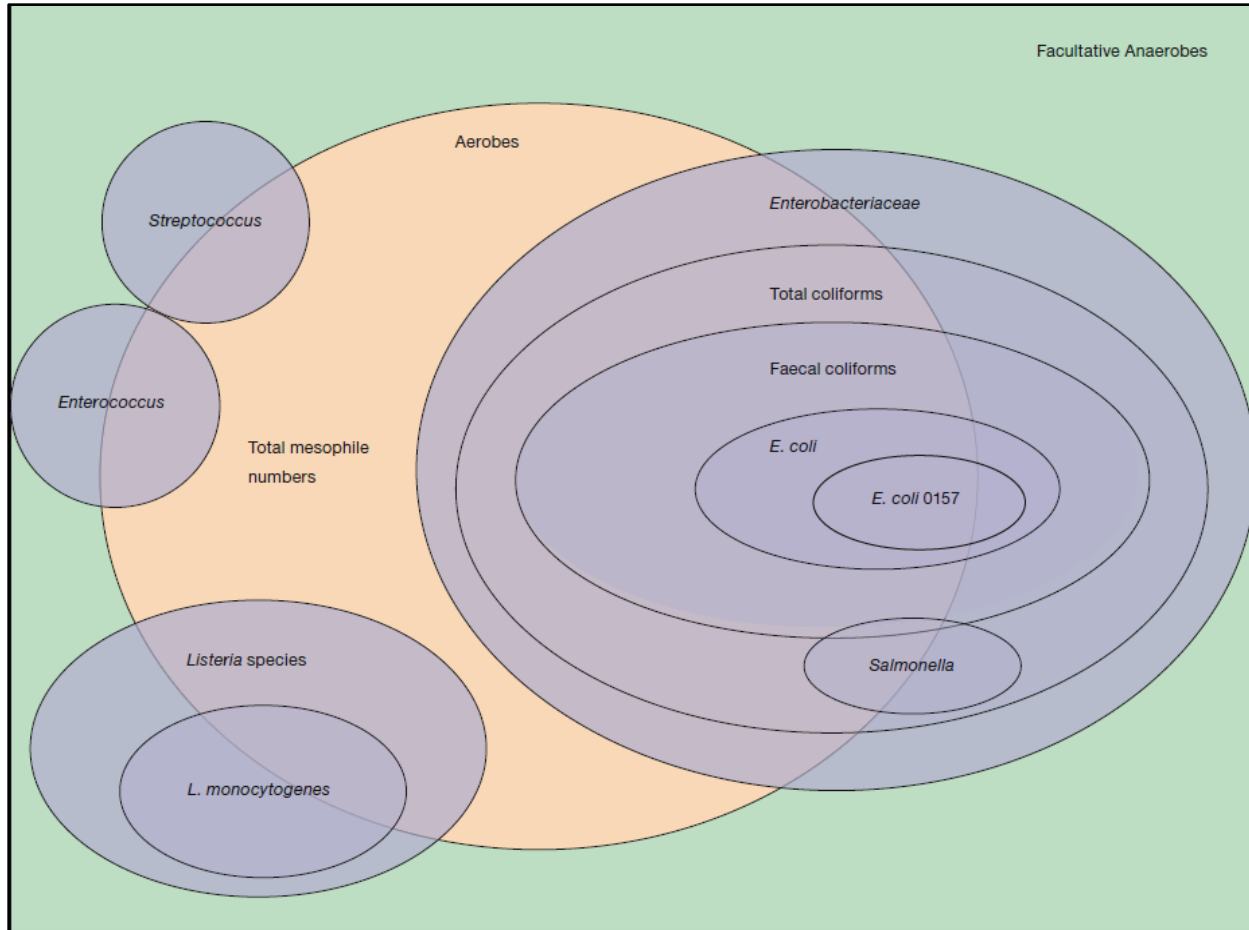 Facultative Anaerobes
Aerobes
Streptococcus
Enterobacteriaceae
Total coliforms
Faecal coliforms
Enterococcus
Total mesophile
numbers
E. coli
E. coli 0157
Listeria species
Salmonella
L. monocytogenes